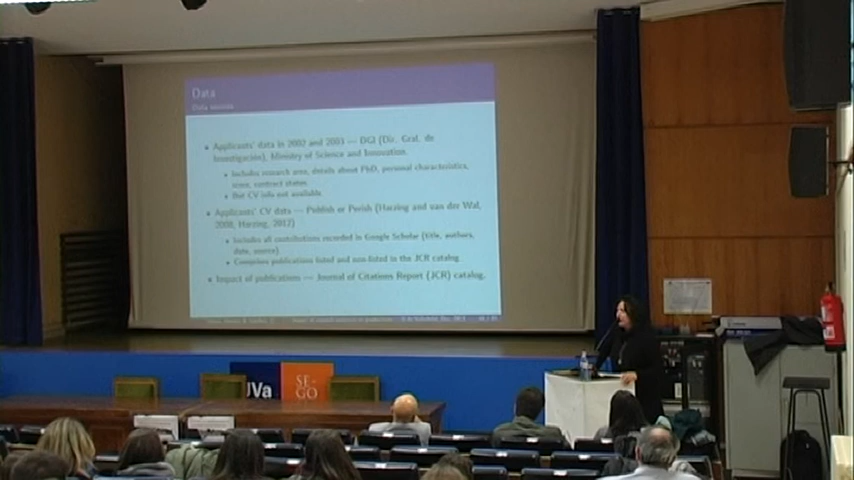 Data
Data sources
Applicants' data in 2002 and 2003 — DGI (Dir. Gral. de
Investigación), Ministry of Science and Innovation.
Includes research area, details about PhD, personal characteristics,
score, contract status.
But CV info not available
Applicants' CV data — Publish or Perish (Harzing and van der Wal,
2008, Harzing, 2012)
Includes all contributions recorded in Google Scholar (title, authors,
date, source)
Comprises publications listed and non-listed in the JCR catalog.
Impact of publications — Journal of Citations Report (JCR) catalog.
UVa
SE-
GO